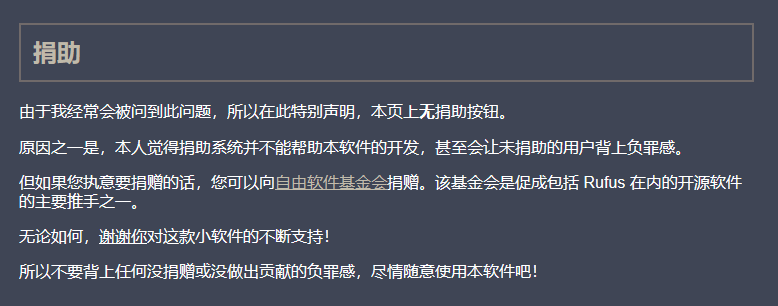 捐助
由于我经常会被问到此问题，所以在此特别声明，本页上无捐助按钮。
原因之一是，本人觉得捐助系统并不能帮助本软件的开发，甚至会让未捐助的用户背上负罪感。
但如果您执意要捐赠的话，您可以向自由软件基金会捐赠。该基金会是促成包括 Rufus 在内的开源软件
的主要推手之一。
无论如何，谢谢你对这款小软件的不断支持！
所以不要背上任何没捐赠或没做出贡献的负罪感，尽情随意使用本软件吧！